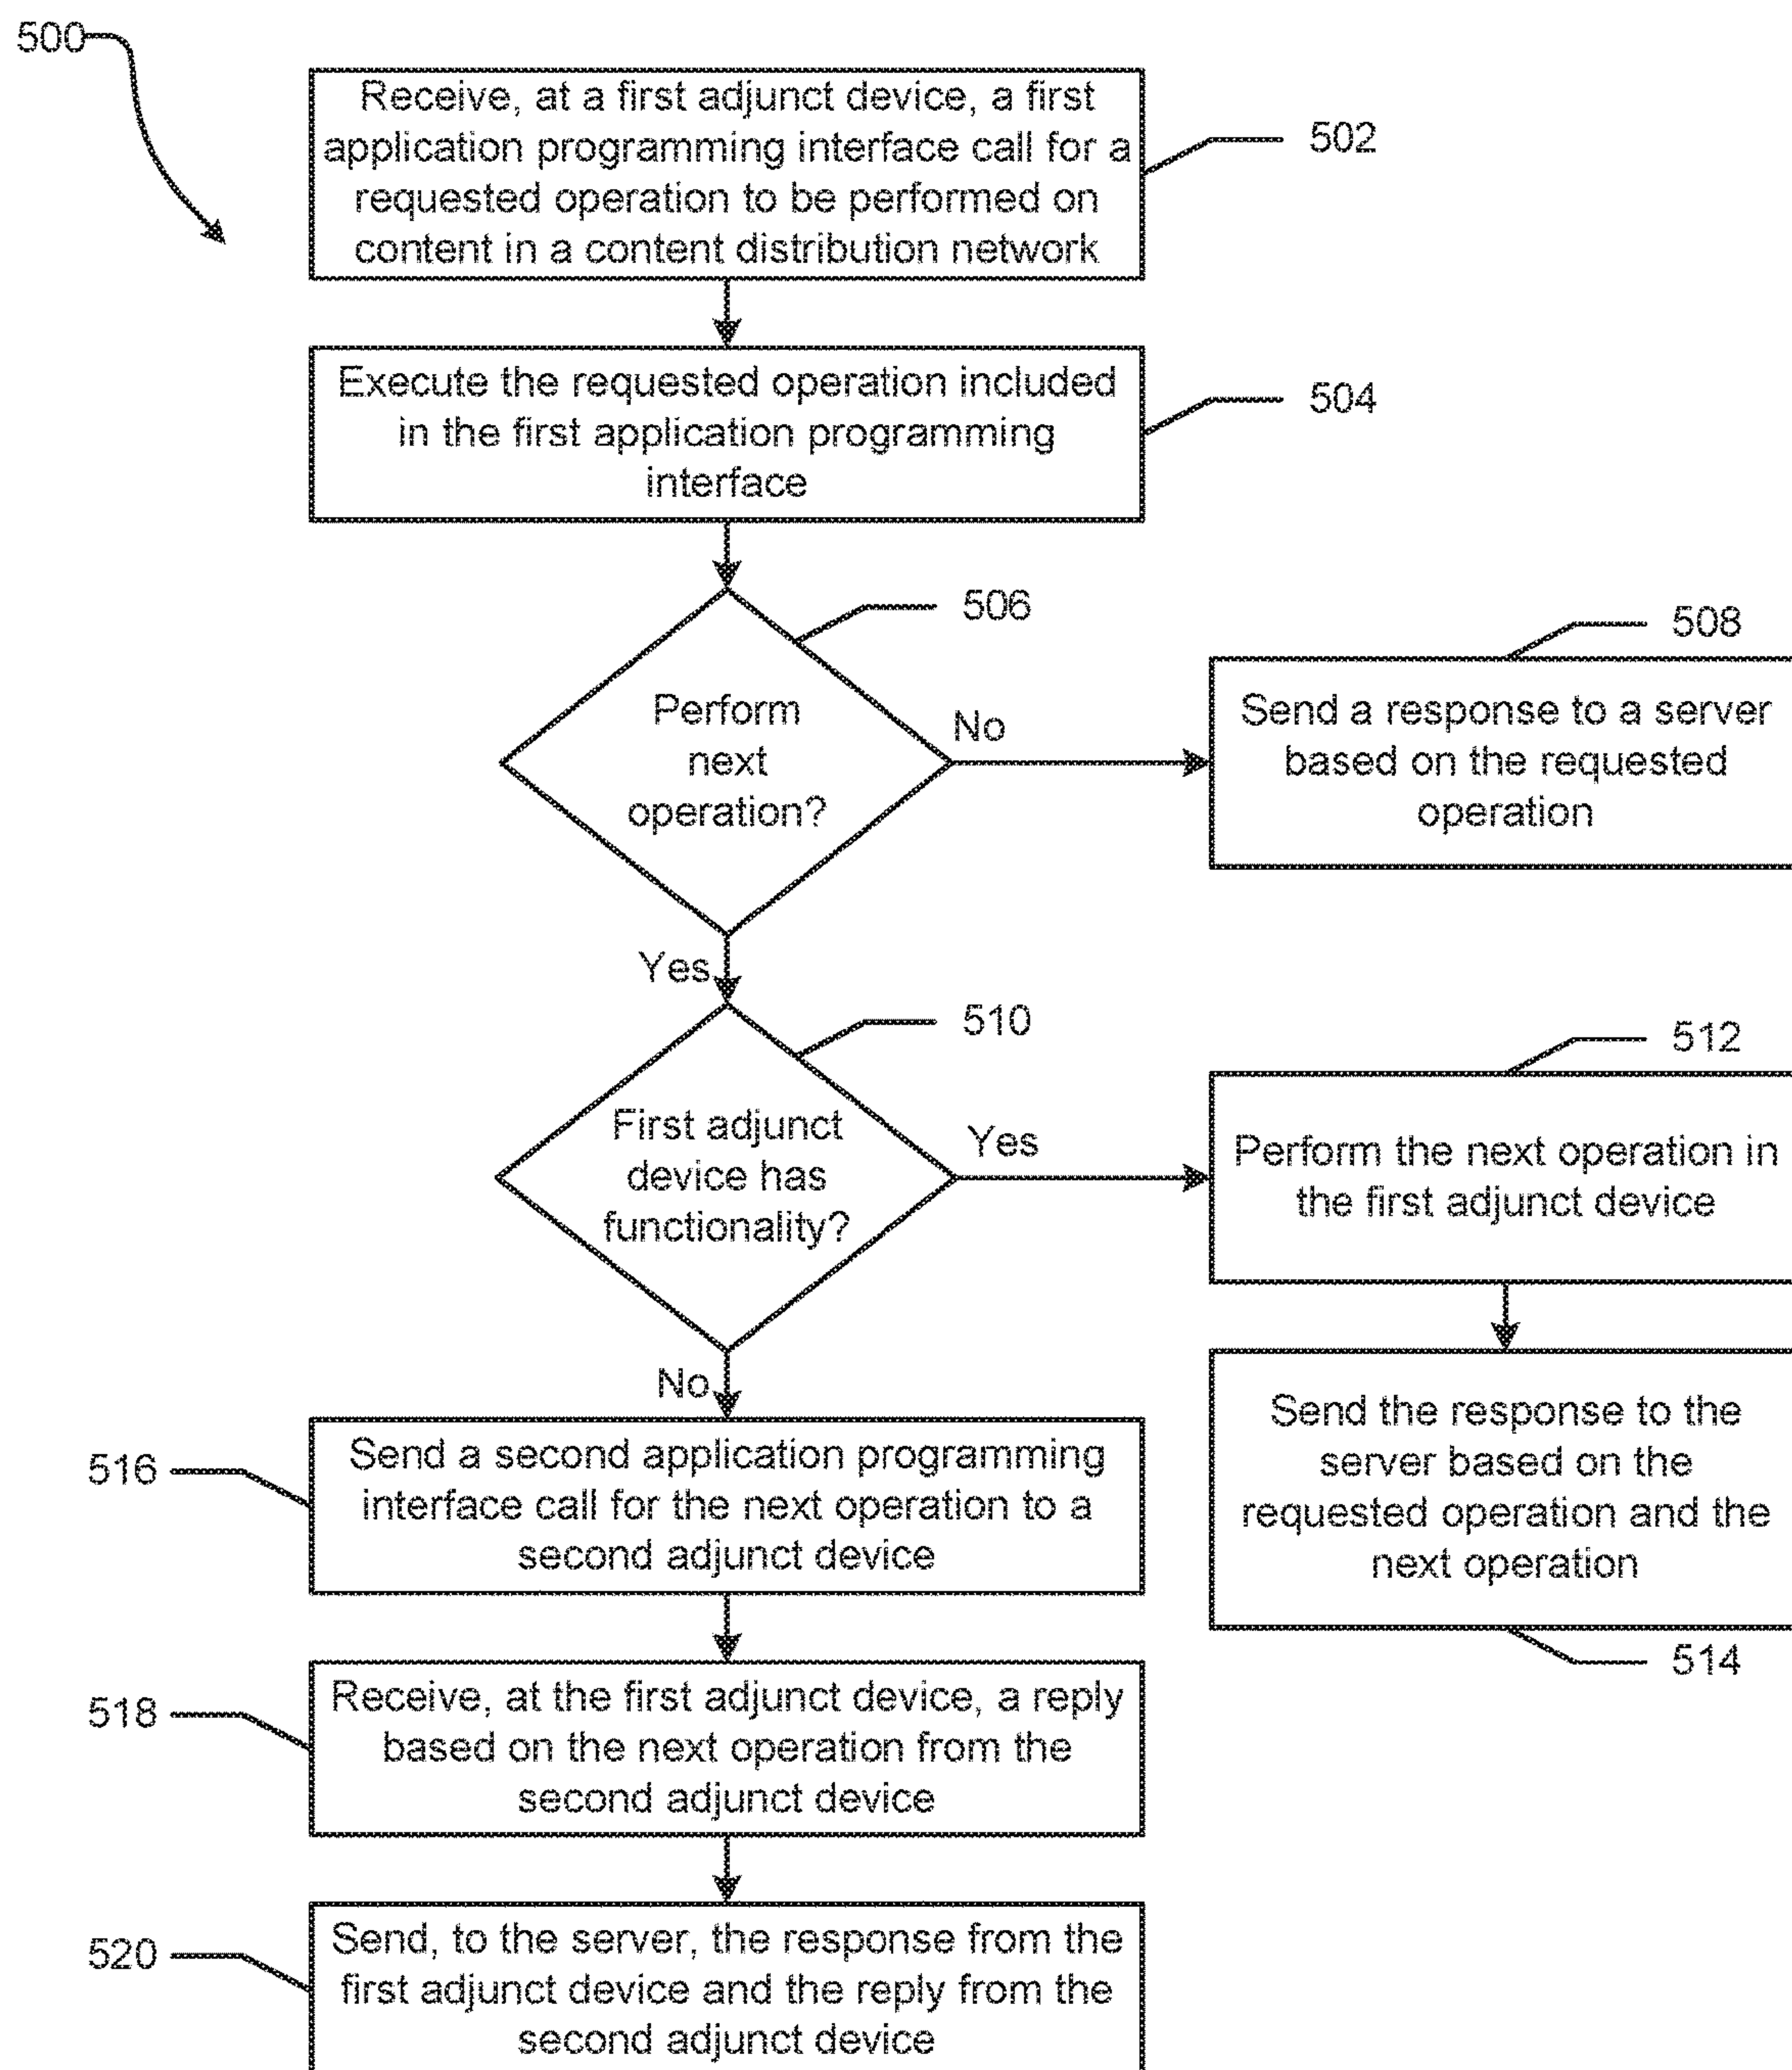 500
Receive, at a first adjunct device, a first
application programming interface call for a
requested operation to be performed on
content in a content distribution network
502
Execute the requested operation included
in the first application programming
interface
504
506
Perform
next
operation?
No
508
Send a response to a server
based on the requested
operation
Yes
510
First adjunct
device has
functionality?
Yes
512
Perform the next operation in
the first adjunct device
Send the response to the
server based on the
requested operation and the
next operation
514
No
516
Send a second application programming
interface call for the next operation to a
second adjunct device
518
Receive, at the first adjunct device, a reply
based on the next operation from the
second adjunct device
520
Send, to the server, the response from the
first adjunct device and the reply from the
second adjunct device